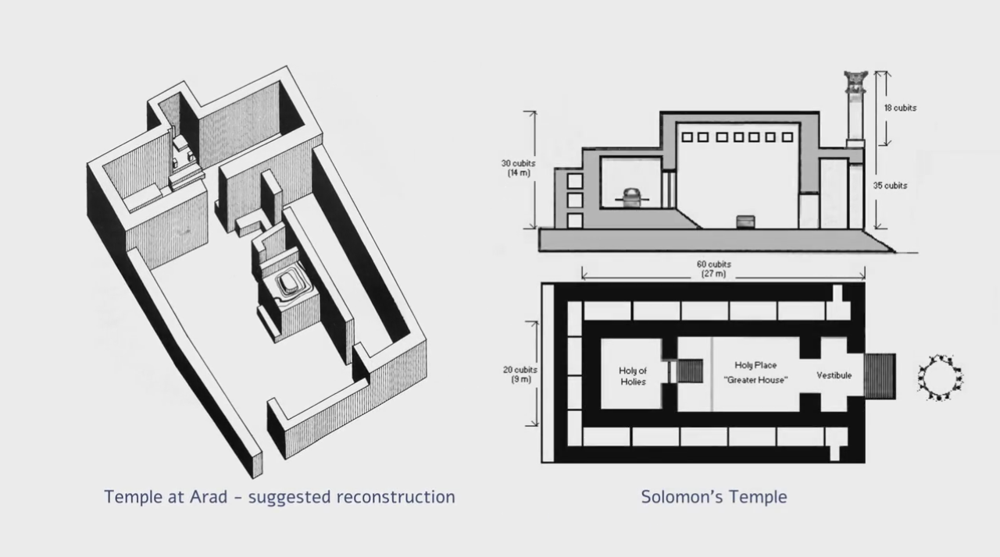 18 cubits
30 cubits
(14 m)
35 cubits
60 cubits
(27 m)
20 cubits
(9 m)
Holy of
Holies
Holy Place
"Greater House"
Vestibule
Temple at Arad – suggested reconstruction
Solomon's Temple